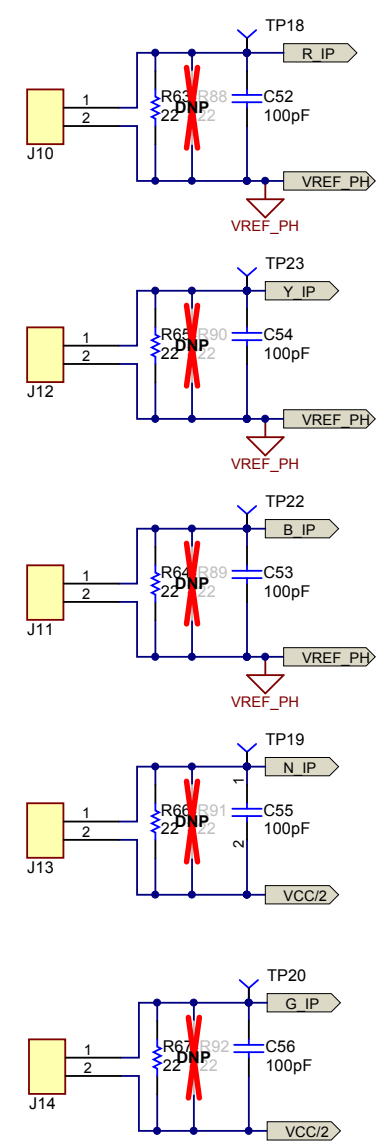 TP18
R_IP
R63 R88 C52
1
DNP
22 22 100pF
2
J10
VREF_PH
VREF_PH
TP23
Y_IP
R65 R90 C54
1
DNP
22 22 100pF
2
J12
VREF_PH
VREF_PH
TP22
B_IP
R64 R89 C53
1
DNP
22 22 100pF
2
J11
VREF_PH
VREF_PH
TP19
N_IP
1
R66 R91 C55
1
DNP
22 22 100pF
2
2
J13
VCC/2
TP20
G_IP
R67 R92 C56
1
DNP
22 22 100pF
2
J14
VCC/2